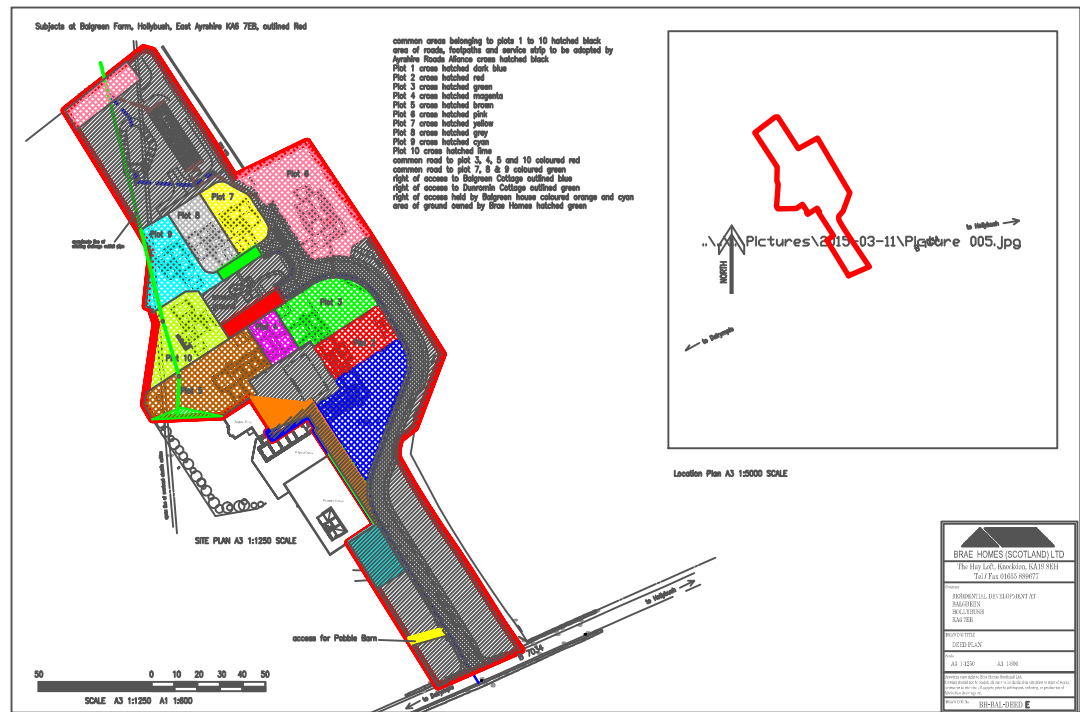 Subjects at Balgreen Farm, Hollybush, East Ayrshire KA6 7EB, outlined Red
common areas belonging to plots 1 to 10 hatched black
area of roads, footpaths and service strip to be adopted by
Ayrshire Roads Aliance cross hatched black
Plot 1 cross hatched dark blue
Plot 2 cross hatched red
Plot 3 cross hatched green
Plot 4 cross hatched magenta
Plot 5 cross hatched brown
Plot 6 cross hatched pink
Plot 7 cross hatched yellow
Plot 8 cross hatched grey
Plot 9 cross hatched cyan
Plot 10 cross hatched lime
common road to plot 3, 4, 5 and 10 coloured red
common road to plot 7, 8 & 9 coloured green
right of access to Balgreen Cottage outlined blue
right of access to Dunromin Cottage outlined green
right of access held by Balgreen house coloured orange and cyan
area of ground owned by Brae Homes hatched green
Plot 6
Plot 7
Plot 8
Plot 9
Plot 3
Plot 10
SITE PLAN A3 1:1250 SCALE
access for Pebble Barn
B 7034
to Hollybush
to Dalrymple
50 0 10 20 30 40 50
SCALE A3 1:1250 A1 1:600
..\..\..\Pictures\2015-03-11\Picture 005.jpg
to Hollybush
NORTH
to Dalrymple
Location Plan A3 1:5000 SCALE
BRAE HOMES (SCOTLAND) LTD
The Hay Loft, Knockdon, KA19 8EH
Tel / Fax 01655 889677
RESIDENTIAL DEVELOPMENT AT
BALGREEN
HOLLYBUSH
KA6 7EB
DRAWING TITLE
DEED PLAN
A3 1:1250 A1 1:600
BH-BAL-DEED E